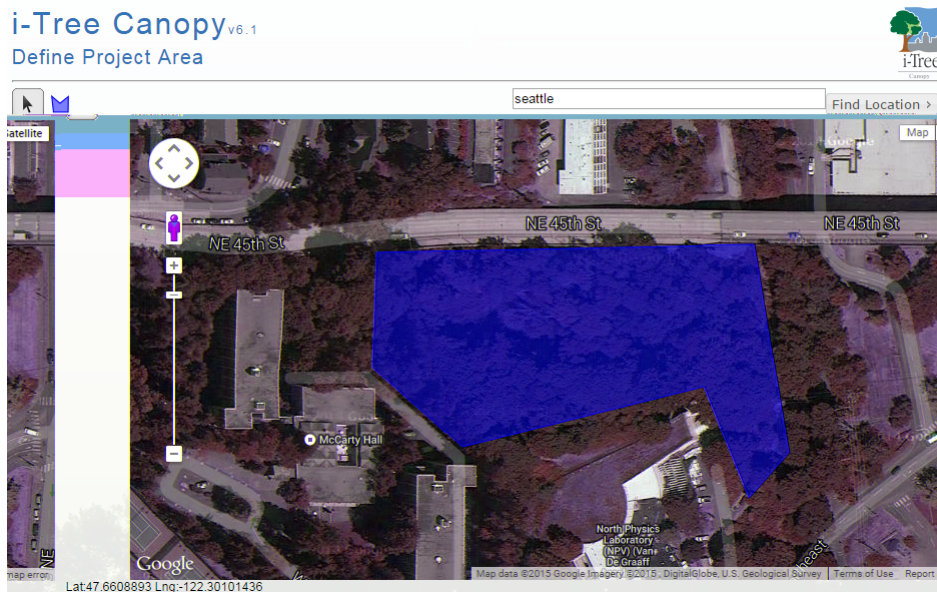 i-Tree Canopy v6.1
Define Project Area
i-Tree
Canopy
seattle
Find Location >
Satellite
Map
Google
NE 45th St
NE 45th St
NE 45th St
McCarty Hall
North Physics
Laboratory
(NPV) (Van
De Graaff
NE
Google
map error
Map data ©2015 Google Imagery ©2015 , DigitalGlobe, U.S. Geological Survey
Terms of Use
Report
Lat:47.6608893 Lng:-122.30101436